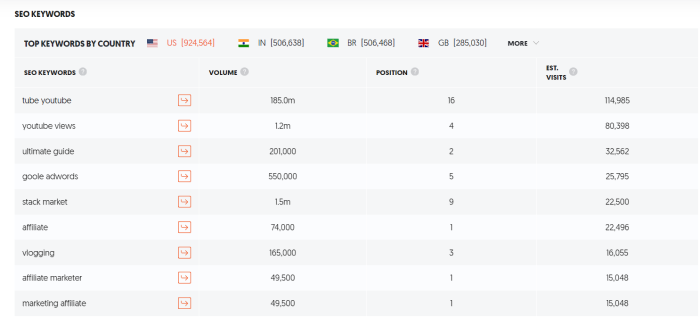 SEO KEYWORDS
TOP KEYWORDS BY COUNTRY US [924,564] IN [506,638] BR [506,468] GB [285,030] MORE
SEO KEYWORDS ? VOLUME ? POSITION ? EST. VISITS ?
tube youtube 185.0m 16 114,985
youtube views 1.2m 4 80,398
ultimate guide 201,000 2 32,562
goole adwords 550,000 5 25,795
stack market 1.5m 9 22,500
affiliate 74,000 1 22,496
vlogging 165,000 3 16,055
affiliate marketer 49,500 1 15,048
marketing affiliate 49,500 1 15,048